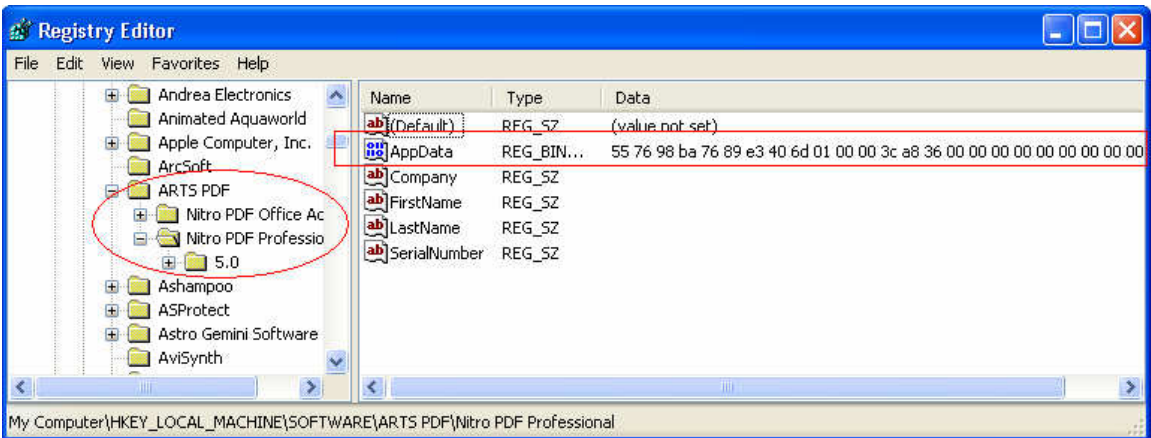 Registry Editor
File Edit View Favorites Help
Andrea Electronics
Animated Aquaworld
Apple Computer, Inc.
ArcSoft
ARTS PDF
Nitro PDF Office Ac
Nitro PDF Professio
5.0
Ashampoo
ASProtect
Astro Gemini Software
AviSynth
Name Type Data
(Default) REG_SZ (value not set)
AppData REG_BIN... 55 76 98 ba 76 89 e3 40 6d 01 00 00 3c a8 36 00 00 00 00 00 00 00 00 00
Company REG_SZ
FirstName REG_SZ
LastName REG_SZ
SerialNumber REG_SZ
My Computer\HKEY_LOCAL_MACHINE\SOFTWARE\ARTS PDF\Nitro PDF Professional